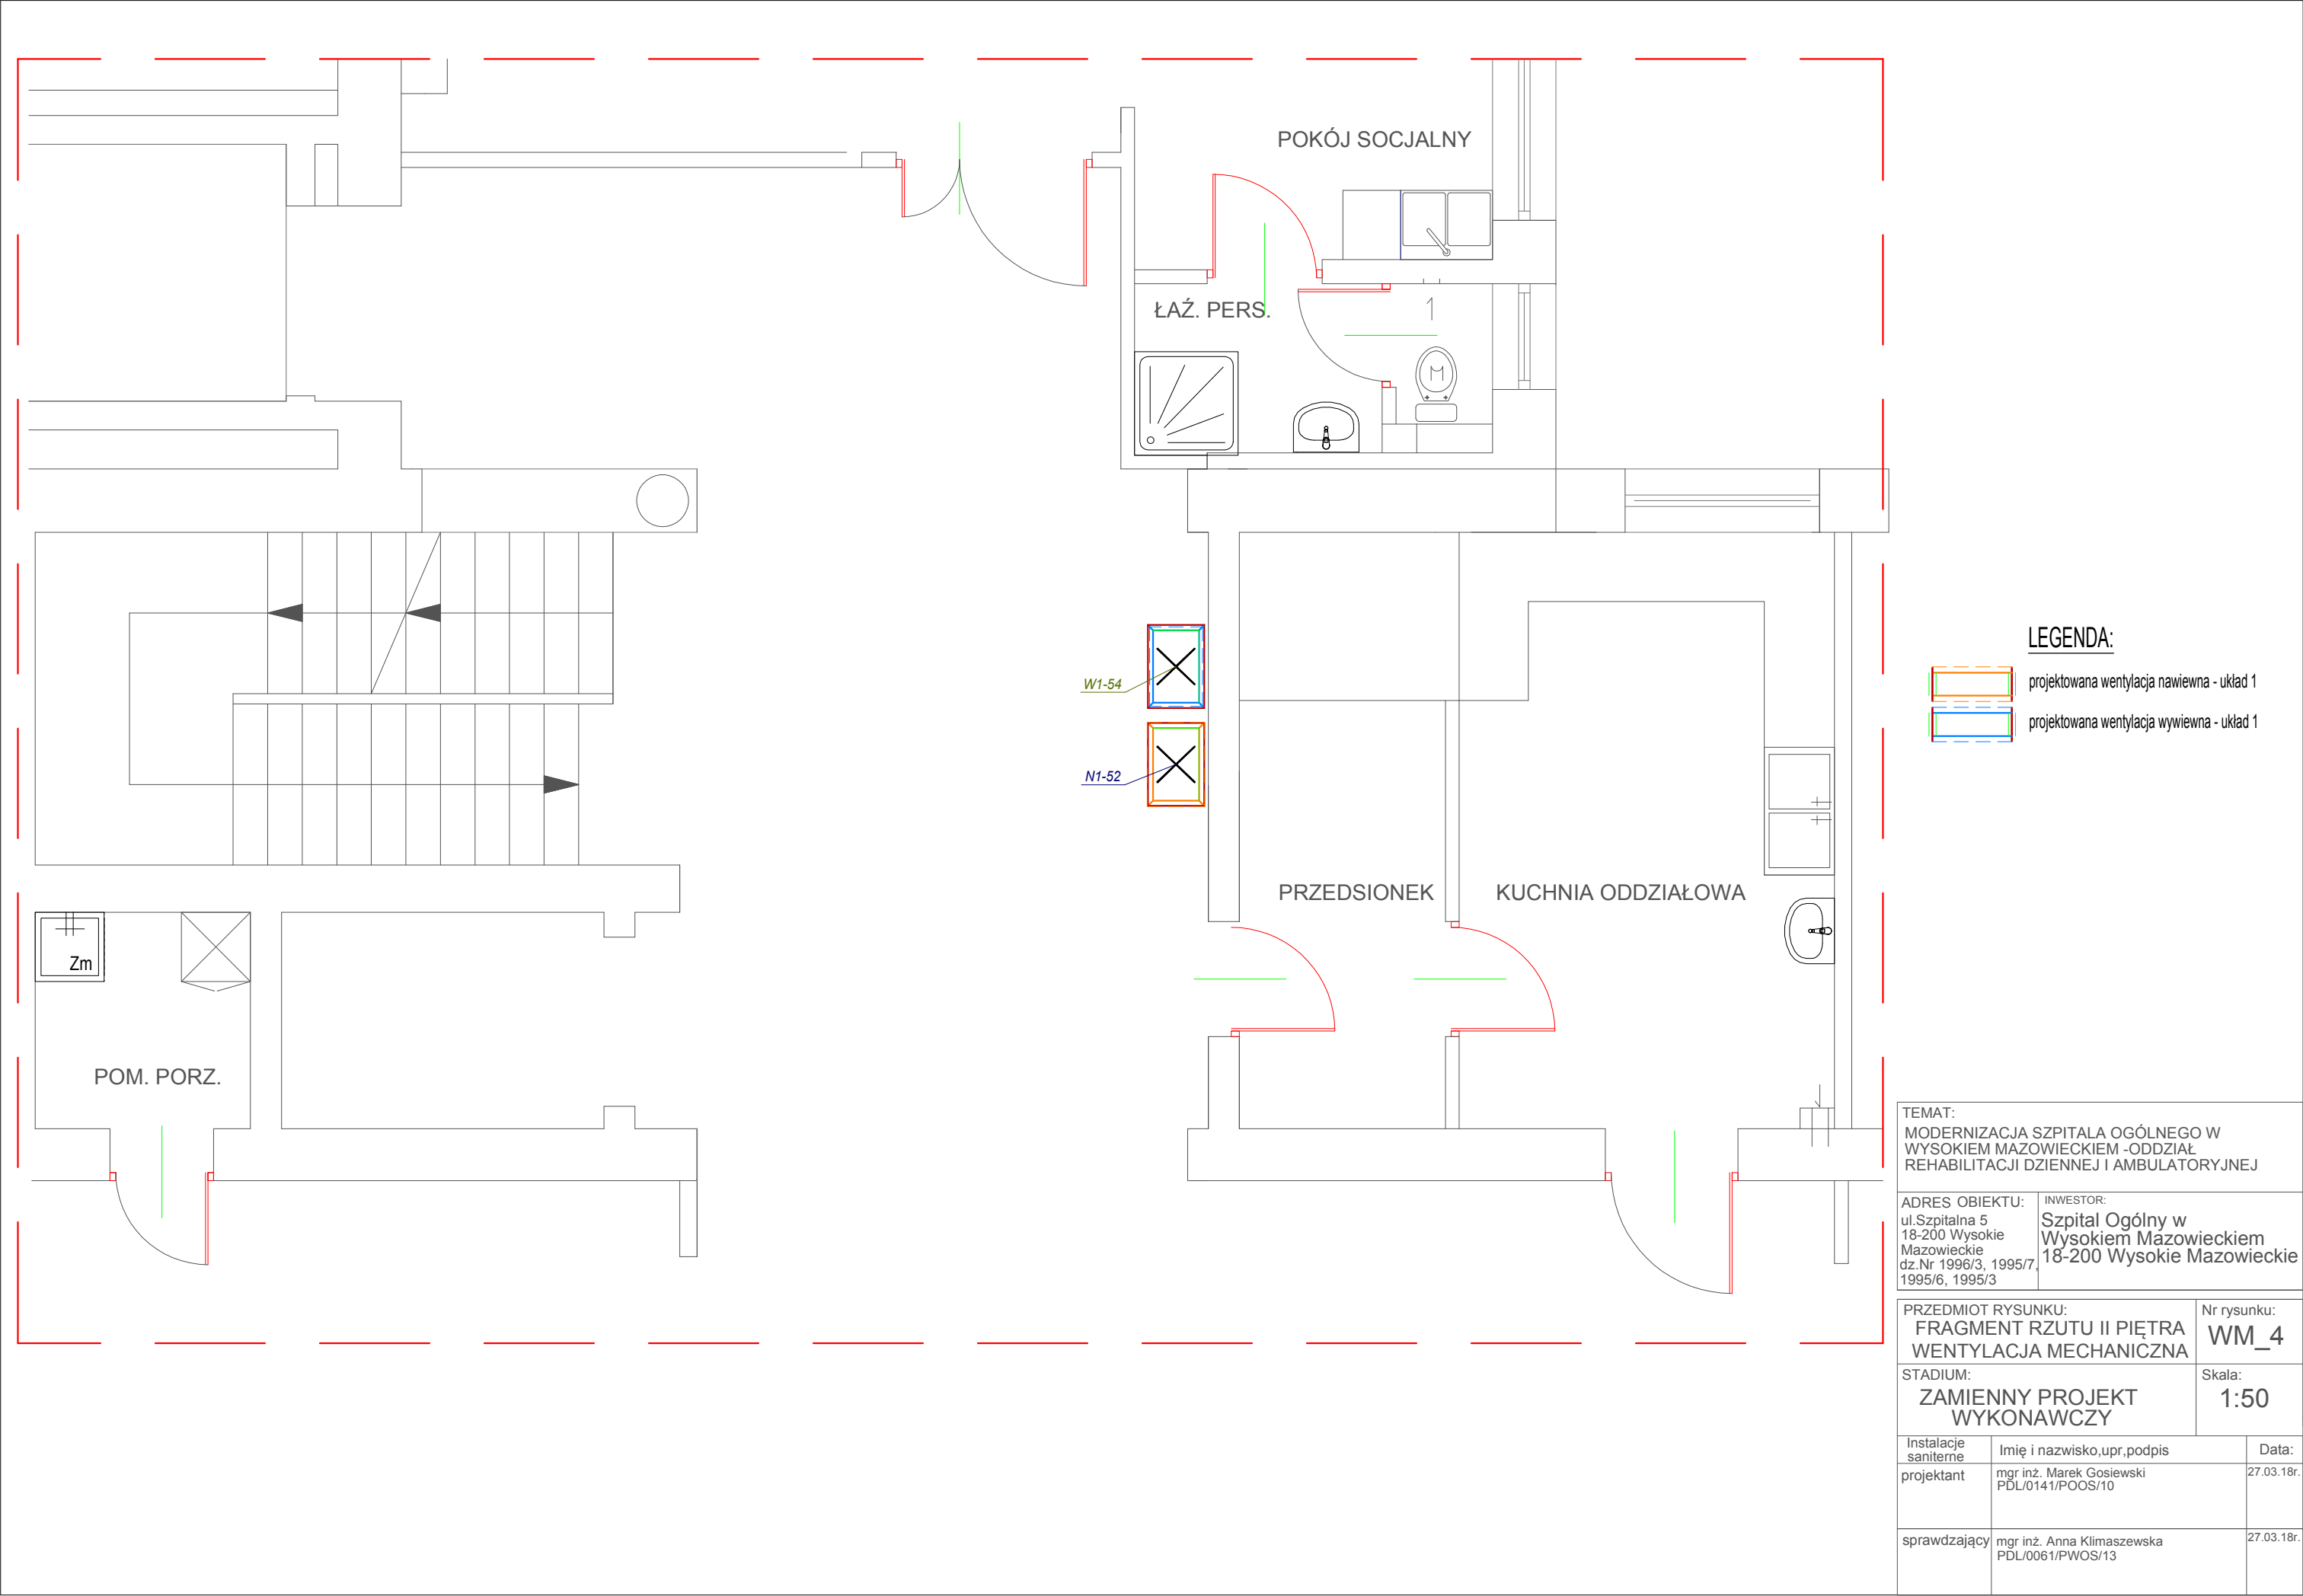 POKÓJ SOCJALNY
ŁAŹ. PERS.
1
M
W1-54
N1-52
PRZEDSIONEK
KUCHNIA ODDZIAŁOWA
Zm
POM. PORZ.
LEGENDA:
projektowana wentylacja nawiewna - układ 1
projektowana wentylacja wywiewna - układ 1
TEMAT:
MODERNIZACJA SZPITALA OGÓLNEGO W
WYSOKIEM MAZOWIECKIEM -ODDZIAŁ
REHABILITACJI DZIENNEJ I AMBULATORYJNEJ
ADRES OBIEKTU:
ul.Szpitalna 5
18-200 Wysokie
Mazowieckie
dz.Nr 1996/3, 1995/7,
1995/6, 1995/3
INWESTOR:
Szpital Ogólny w
Wysokiem Mazowieckiem
18-200 Wysokie Mazowieckie
PRZEDMIOT RYSUNKU:
FRAGMENT RZUTU II PIĘTRA
WENTYLACJA MECHANICZNA
Nr rysunku:
WM_4
STADIUM:
ZAMIENNY PROJEKT
WYKONAWCZY
Skala:
1:50
Instalacje
saniterne
Imię i nazwisko,upr,podpis
Data:
projektant
mgr inż. Marek Gosiewski
PDL/0141/POOS/10
27.03.18r.
sprawdzający
mgr inż. Anna Klimaszewska
PDL/0061/PWOS/13
27.03.18r.